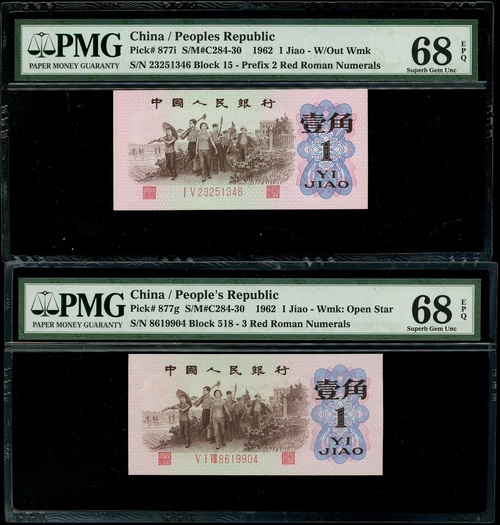 PMG
PAPER MONEY GUARANTY
China / Peoples Republic
Pick# 877i S/M#C284-30 1962 1 Jiao - W/Out Wmk
S/N 23251346 Block 15 - Prefix 2 Red Roman Numerals
68 EPQ
Superb Gem Unc
中國人民銀行
壹角
1
YI
JIAO
I V 23251348
PMG
PAPER MONEY GUARANTY
China / People's Republic
Pick# 877g S/M#C284-30 1962 1 Jiao - Wmk: Open Star
S/N 8619904 Block 518 - 3 Red Roman Numerals
68 EPQ
Superb Gem Unc
中國人民銀行
壹角
1
YI
JIAO
V I Ⅷ 8619904